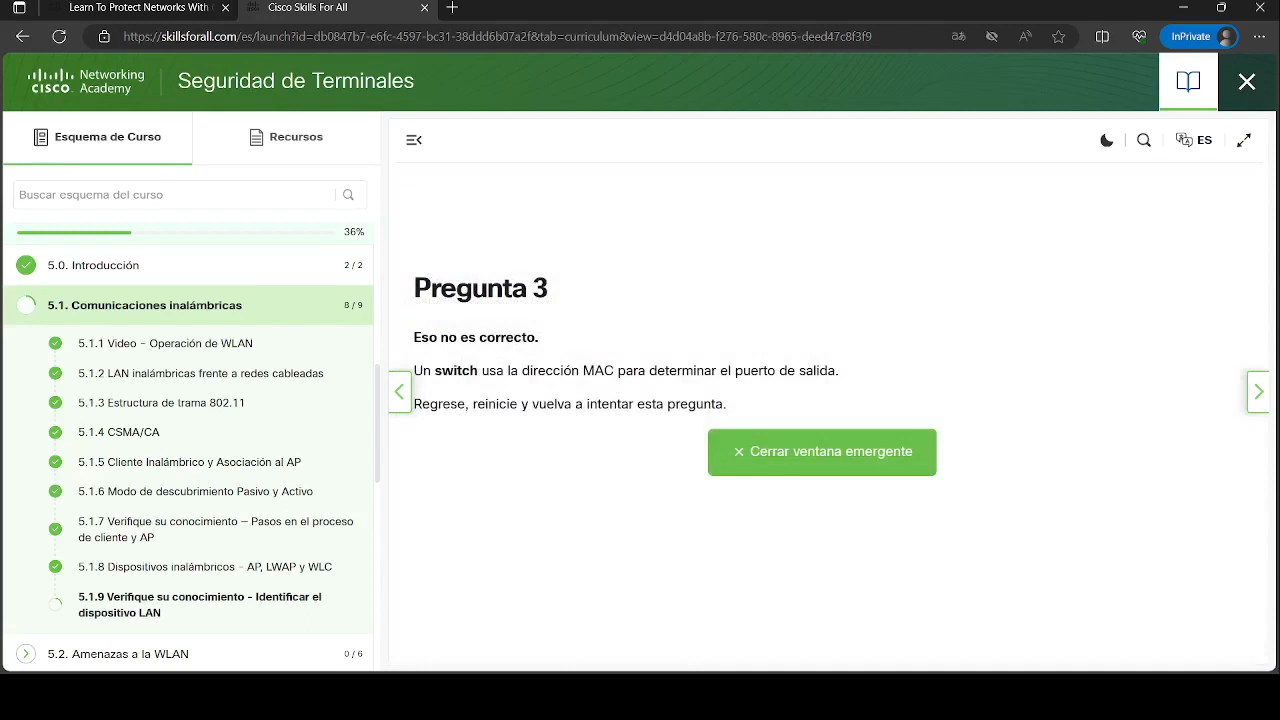 Learn To Protect Networks With
Cisco Skills For All
https://skillsforall.com/es/launch?id=db0847b7-e6fc-4597-bc31-38ddd6b07a2f&tab=curriculum&view=d4d04a8b-f276-580c-8965-deed47c8f3f9
InPrivate
Networking
CISCO Academy
Seguridad de Terminales
Esquema de Curso
Recursos
ES
Buscar esquema del curso
36%
5.0. Introducción 2 / 2
5.1. Comunicaciones inalámbricas 8 / 9
5.1.1 Video – Operación de WLAN
5.1.2 LAN inalámbricas frente a redes cableadas
5.1.3 Estructura de trama 802.11
5.1.4 CSMA/CA
5.1.5 Cliente Inalámbrico y Asociación al AP
5.1.6 Modo de descubrimiento Pasivo y Activo
5.1.7 Verifique su conocimiento – Pasos en el proceso
de cliente y AP
5.1.8 Dispositivos inalámbricos - AP, LWAP y WLC
5.1.9 Verifique su conocimiento - Identificar el
dispositivo LAN
5.2. Amenazas a la WLAN 0 / 6
Pregunta 3
Eso no es correcto.
Un switch usa la dirección MAC para determinar el puerto de salida.
Regrese, reinicie y vuelva a intentar esta pregunta.
Cerrar ventana emergente